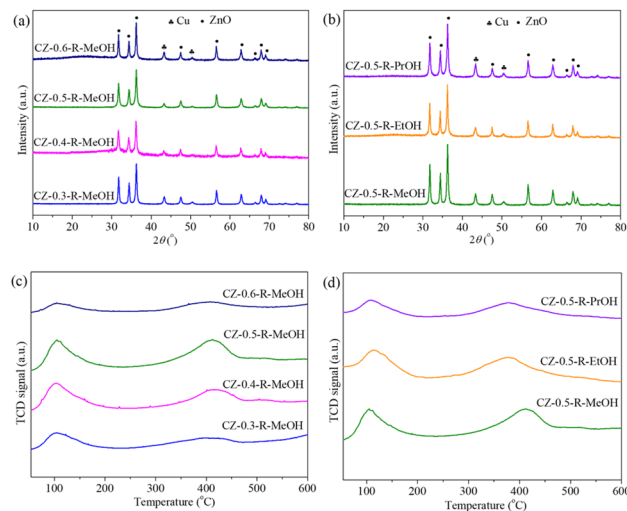 (a)
♣ Cu • ZnO
CZ-0.6-R-MeOH
CZ-0.5-R-MeOH
CZ-0.4-R-MeOH
CZ-0.3-R-MeOH
Intensity (a.u.)
10 20 30 40 50 60 70 80
2θ (°)
(b)
♣ Cu • ZnO
CZ-0.5-R-PrOH
CZ-0.5-R-EtOH
CZ-0.5-R-MeOH
Intensity (a.u.)
10 20 30 40 50 60 70 80
2θ (°)
(c)
CZ-0.6-R-MeOH
CZ-0.5-R-MeOH
CZ-0.4-R-MeOH
CZ-0.3-R-MeOH
TCD signal (a.u.)
100 200 300 400 500 600
Temperature (°C)
(d)
CZ-0.5-R-PrOH
CZ-0.5-R-EtOH
CZ-0.5-R-MeOH
TCD signal (a.u.)
100 200 300 400 500 600
Temperature (°C)